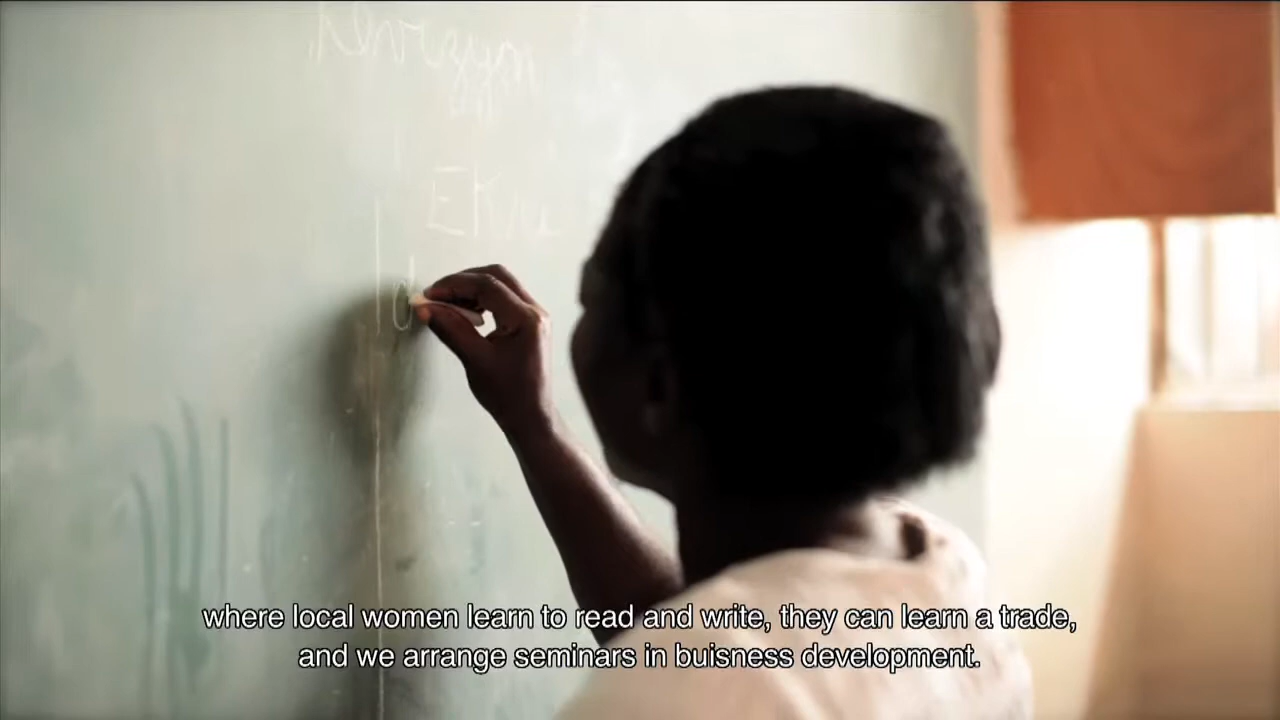 where local women learn to read and write, they can learn a trade,
and we arrange seminars in buisness development.